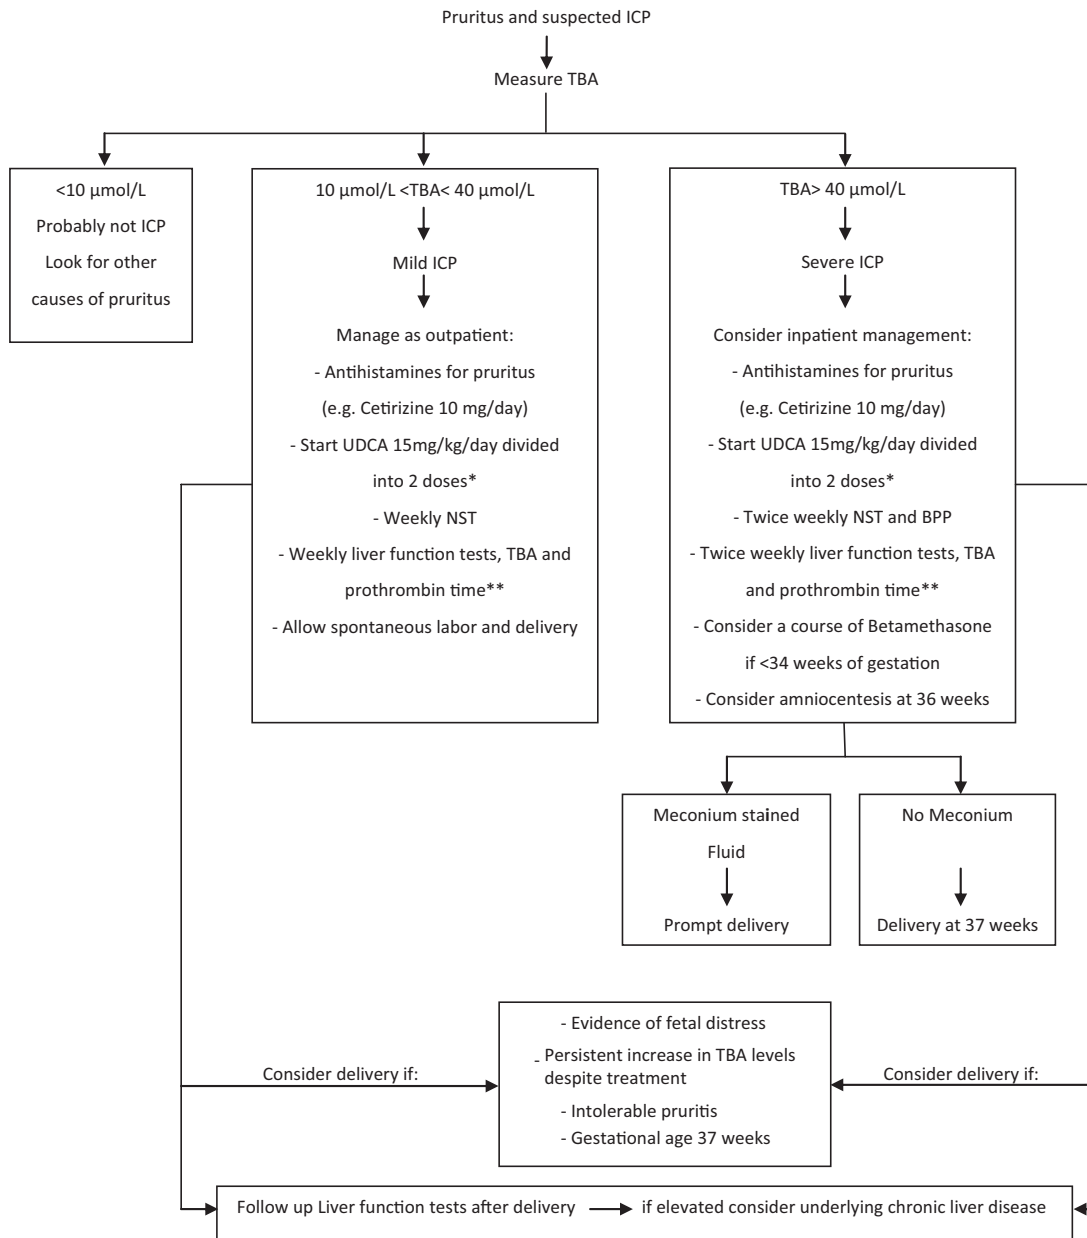 Pruritus and suspected ICP
Measure TBA
<10 μmol/L
Probably not ICP
Look for other
causes of pruritus
10 μmol/L <TBA< 40 μmol/L
Mild ICP
Manage as outpatient:
- Antihistamines for pruritus
(e.g. Cetirizine 10 mg/day)
- Start UDCA 15mg/kg/day divided
into 2 doses*
- Weekly NST
- Weekly liver function tests, TBA and
prothrombin time**
- Allow spontaneous labor and delivery
TBA> 40 μmol/L
Severe ICP
Consider inpatient management:
- Antihistamines for pruritus
(e.g. Cetirizine 10 mg/day)
- Start UDCA 15mg/kg/day divided
into 2 doses*
- Twice weekly NST and BPP
- Twice weekly liver function tests, TBA
and prothrombin time**
- Consider a course of Betamethasone
if <34 weeks of gestation
- Consider amniocentesis at 36 weeks
Meconium stained
Fluid
Prompt delivery
No Meconium
Delivery at 37 weeks
Consider delivery if:
- Evidence of fetal distress
- Persistent increase in TBA levels
despite treatment
- Intolerable pruritis
- Gestational age 37 weeks
Consider delivery if:
Follow up Liver function tests after delivery
if elevated consider underlying chronic liver disease